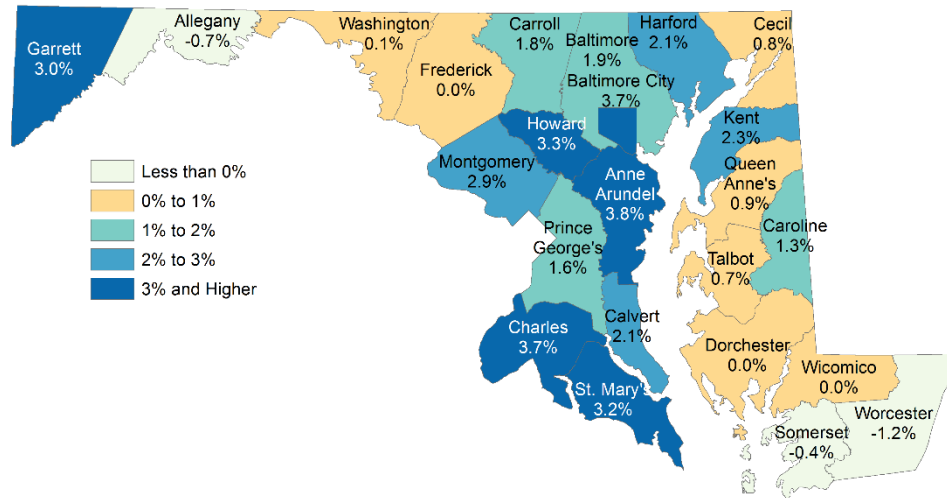 Garrett
3.0%
Allegany
-0.7%
Washington
0.1%
Frederick
0.0%
Carroll
1.8%
Baltimore
1.9%
Baltimore City
3.7%
Harford
2.1%
Cecil
0.8%
Howard
3.3%
Montgomery
2.9%
Anne
Arundel
3.8%
Kent
2.3%
Queen
Anne's
0.9%
Caroline
1.3%
Talbot
0.7%
Prince
George's
1.6%
Charles
3.7%
Calvert
2.1%
St. Mary'
3.2%
Dorchester
0.0%
Wicomico
0.0%
Somerset
-0.4%
Worcester
-1.2%
Less than 0%
0% to 1%
1% to 2%
2% to 3%
3% and Higher